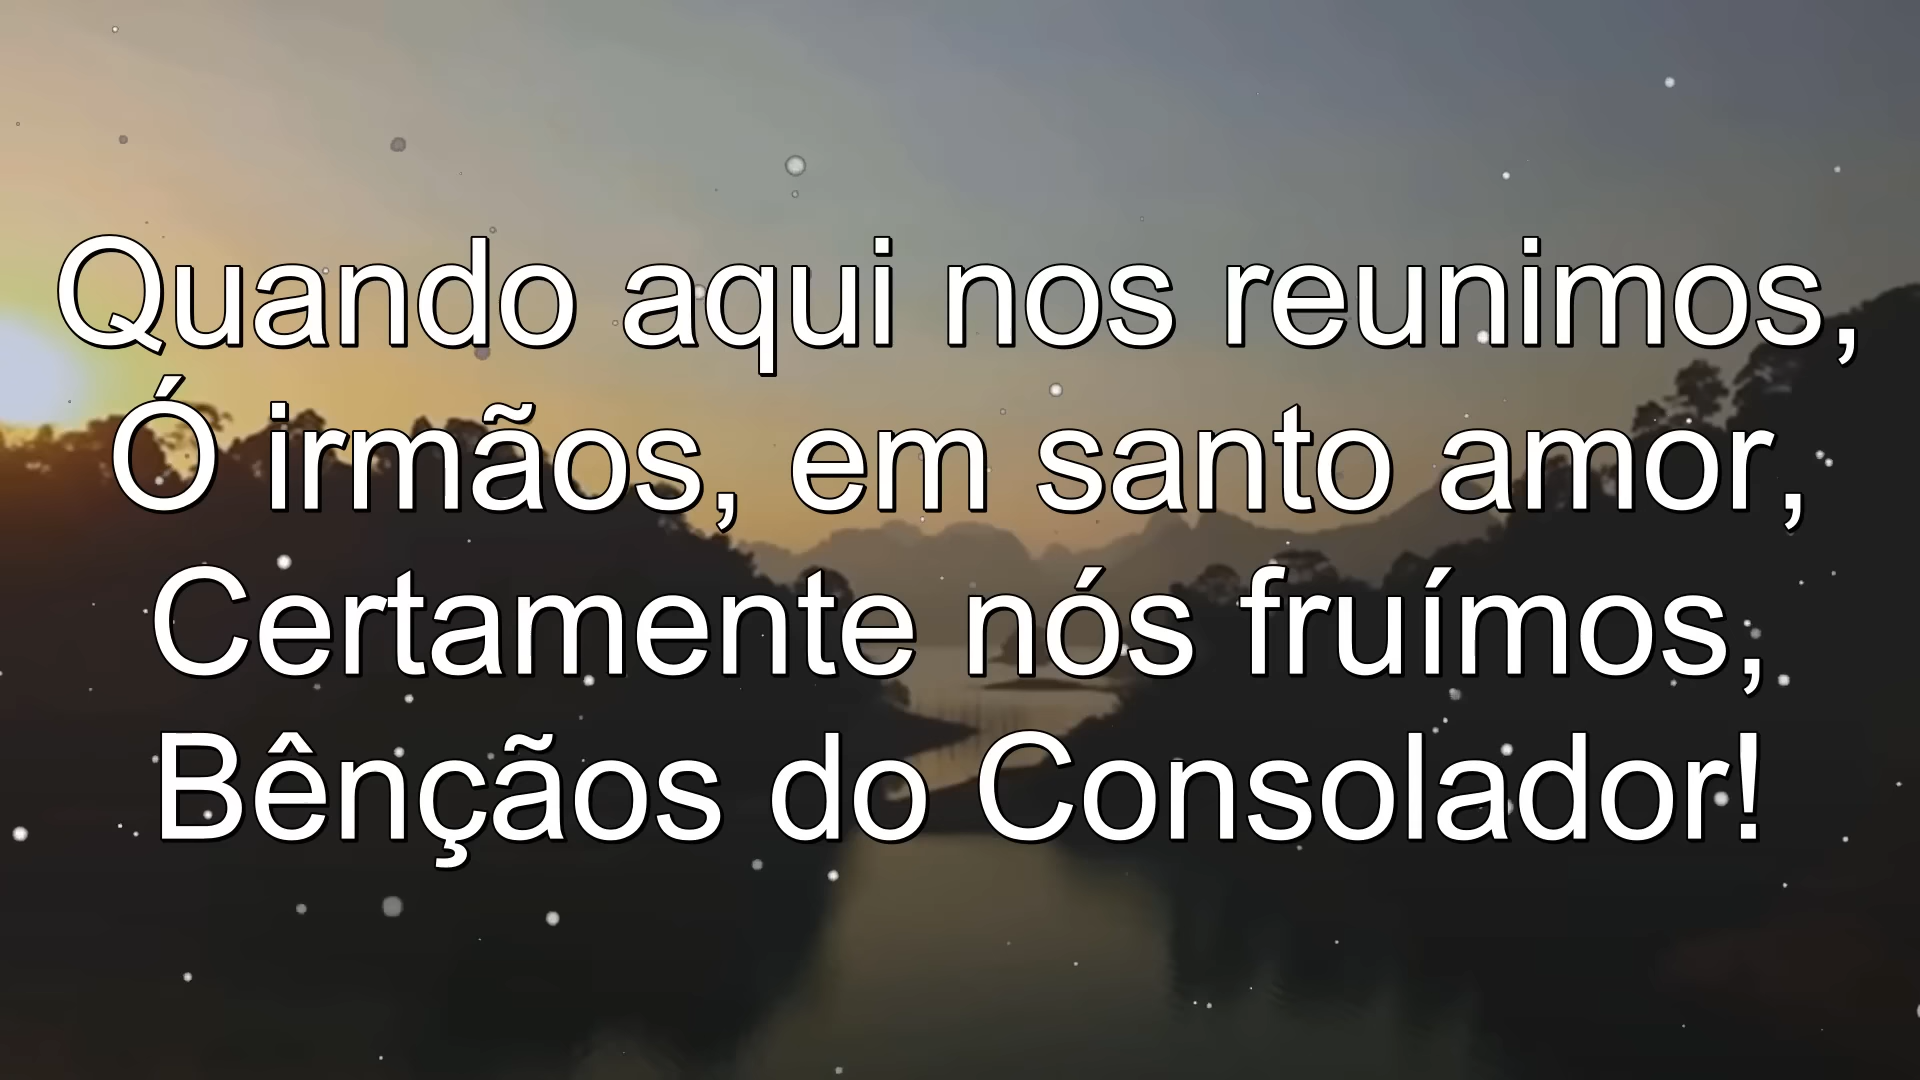 Quando aqui nos reunimos,
Ó irmãos, em santo amor,
Certamente nós fruímos,
Bênçãos do Consolador!